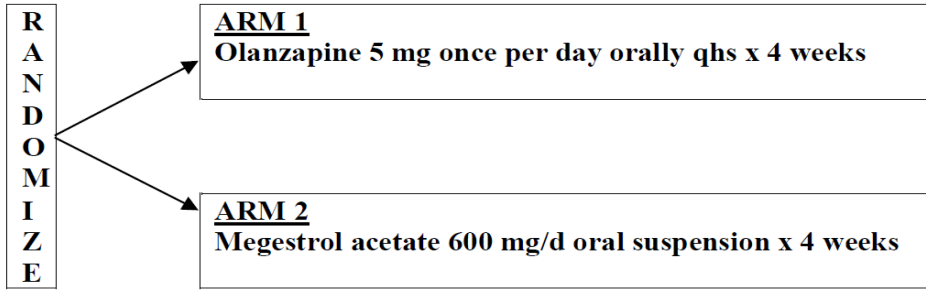 RANDOMIZE
ARM 1
Olanzapine 5 mg once per day orally qhs x 4 weeks
ARM 2
Megestrol acetate 600 mg/d oral suspension x 4 weeks